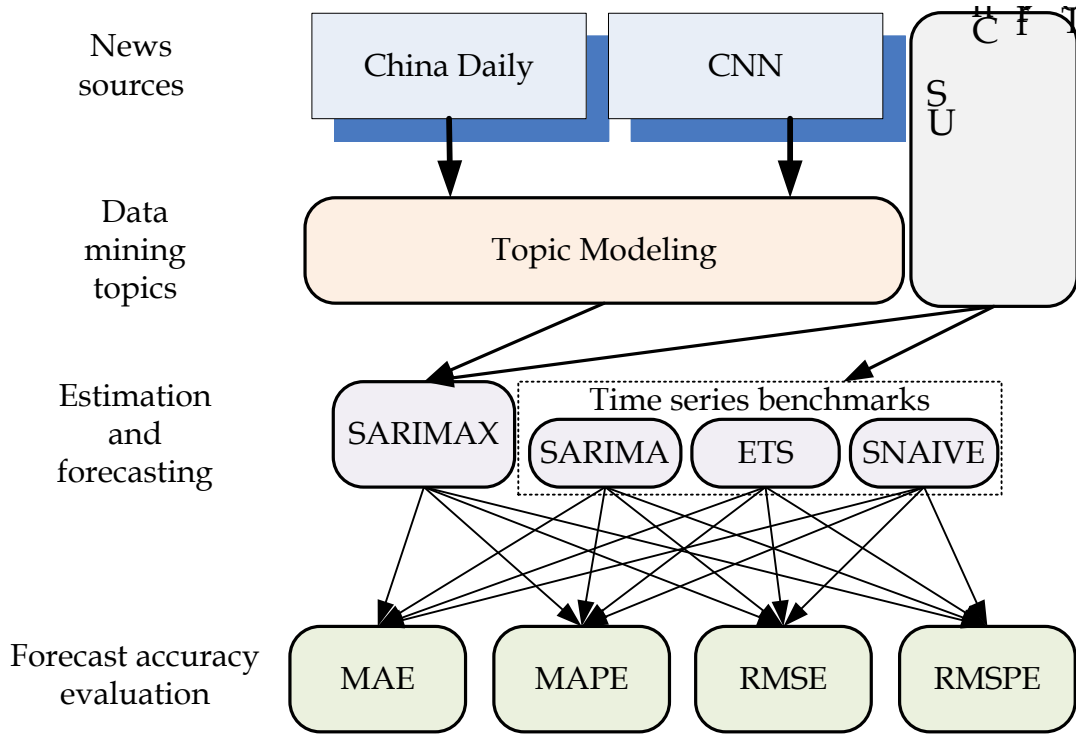 News
sources
China Daily
CNN
S
U
C
Data
mining
topics
Topic Modeling
Estimation
and
forecasting
SARIMAX
Time series benchmarks
SARIMA
ETS
SNAIVE
Forecast accuracy
evaluation
MAE
MAPE
RMSE
RMSPE